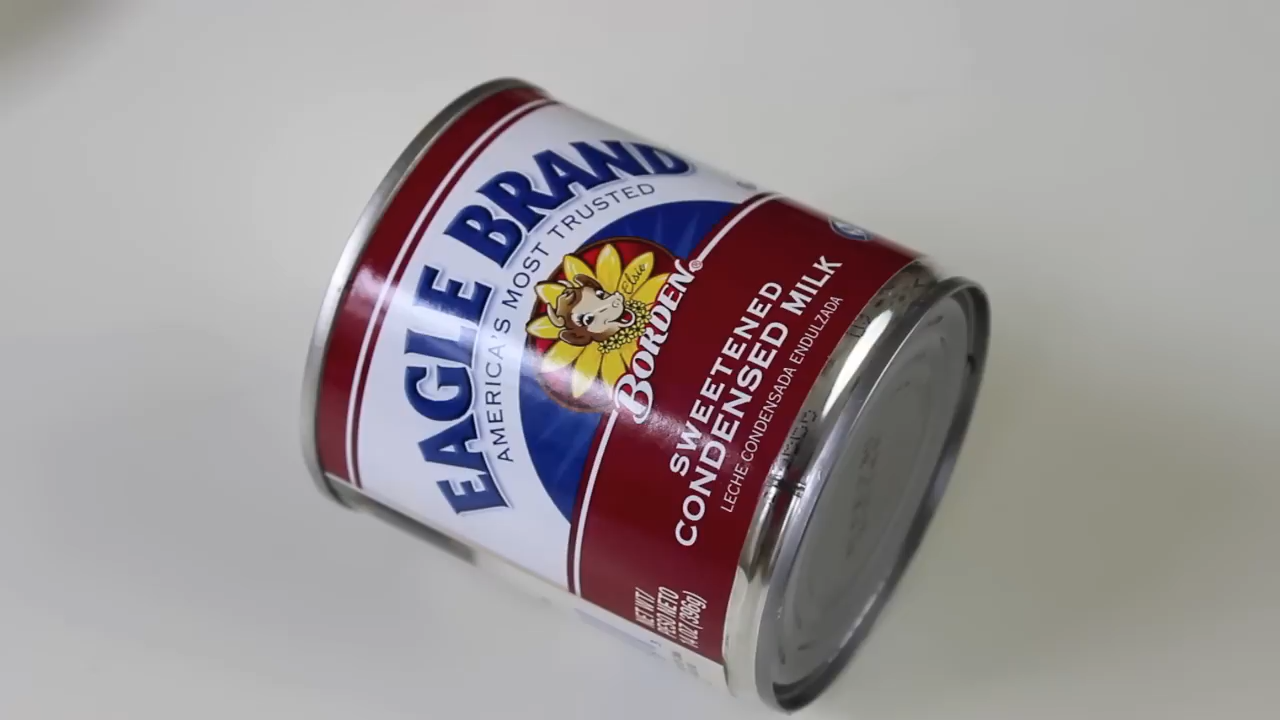 EAGLE BRAND
AMERICA'S MOST TRUSTED
Elsie
BORDEN®
SWEETENED
CONDENSED MILK
LECHE CONDENSADA ENDULZADA
NET WT/
PESO NETO
14 OZ (396g)